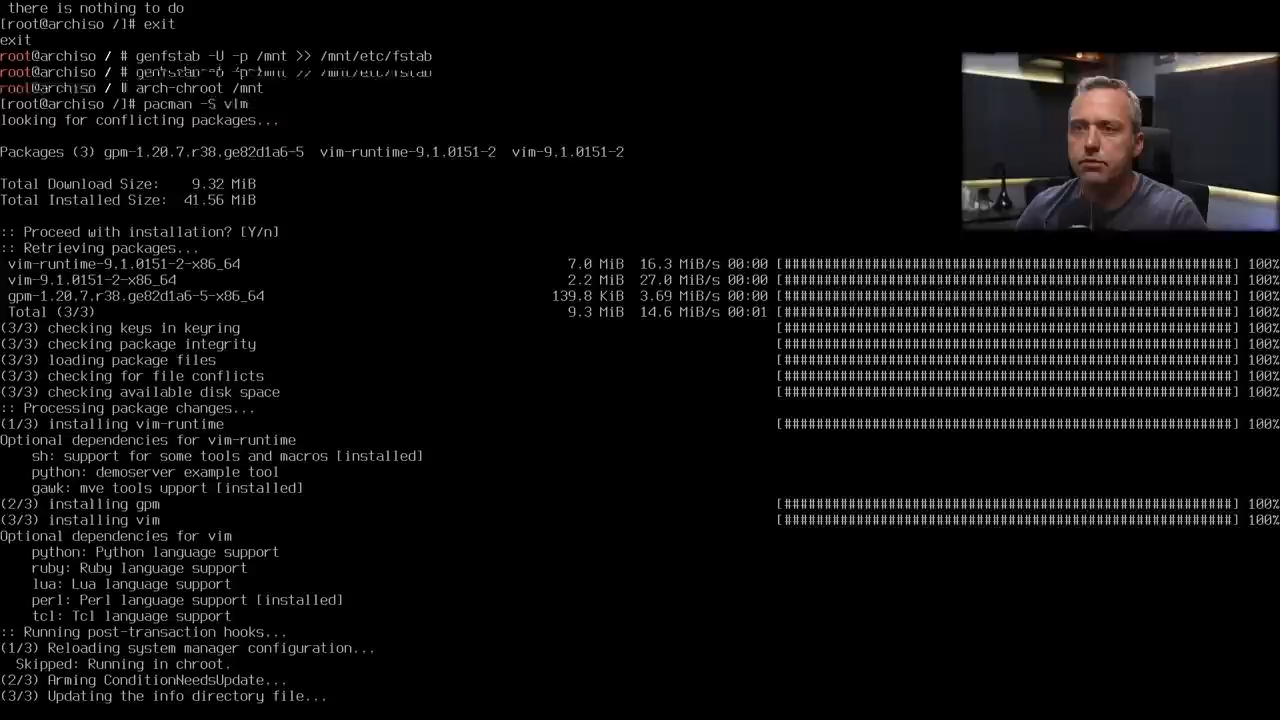 there is nothing to do
[root@archiso /]# exit
exit
root@archiso / # genfstab -U -p /mnt >> /mnt/etc/fstab
root@archiso / # genfstab -U -p /mnt >> /mnt/etc/fstab
root@archiso / # arch-chroot /mnt
[root@archiso /]# pacman -S vim
looking for conflicting packages...
Packages (3) gpm-1.20.7.r38.ge82d1a6-5  vim-runtime-9.1.0151-2  vim-9.1.0151-2
Total Download Size:    9.32 MiB
Total Installed Size:  41.56 MiB
:: Proceed with installation? [Y/n]
:: Retrieving packages...
vim-runtime-9.1.0151-2-x86_64 7.0 MiB 16.3 MiB/s 00:00 [##########################################################] 100%
vim-9.1.0151-2-x86_64 2.2 MiB 27.0 MiB/s 00:00 [##########################################################] 100%
gpm-1.20.7.r38.ge82d1a6-5-x86_64 139.8 KiB 3.69 MiB/s 00:00 [##########################################################] 100%
Total (3/3) 9.3 MiB 14.6 MiB/s 00:01 [##########################################################] 100%
(3/3) checking keys in keyring [##########################################################] 100%
(3/3) checking package integrity [##########################################################] 100%
(3/3) loading package files [##########################################################] 100%
(3/3) checking for file conflicts [##########################################################] 100%
(3/3) checking available disk space [##########################################################] 100%
:: Processing package changes...
(1/3) installing vim-runtime [##########################################################] 100%
Optional dependencies for vim-runtime
sh: support for some tools and macros [installed]
python: demoserver example tool
gawk: mve tools upport [installed]
(2/3) installing gpm [##########################################################] 100%
(3/3) installing vim [##########################################################] 100%
Optional dependencies for vim
python: Python language support
ruby: Ruby language support
lua: Lua language support
perl: Perl language support [installed]
tcl: Tcl language support
:: Running post-transaction hooks...
(1/3) Reloading system manager configuration...
Skipped: Running in chroot.
(2/3) Arming ConditionNeedsUpdate...
(3/3) Updating the info directory file...